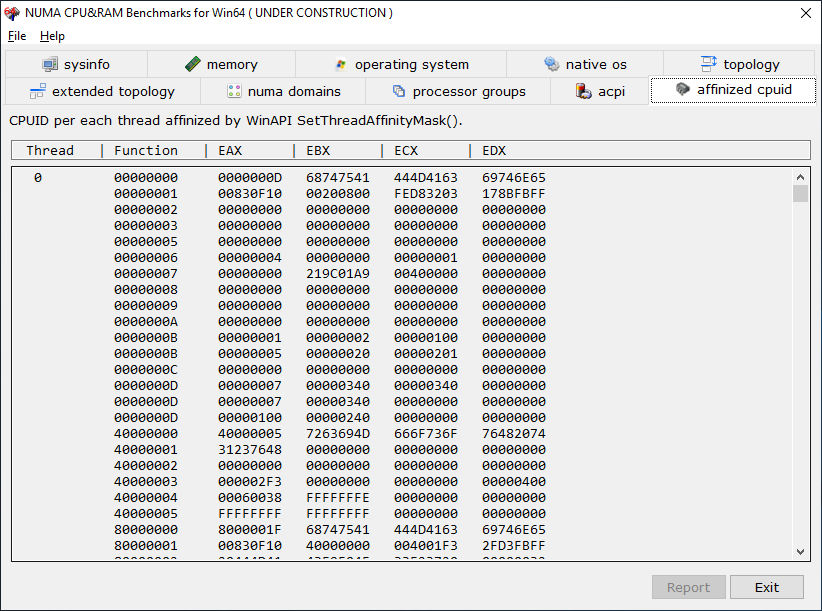 NUMA CPU&RAM Benchmarks for Win64 ( UNDER CONSTRUCTION )
File Help
sysinfo memory operating system native os topology
extended topology numa domains processor groups acpi affinized cpuid
CPUID per each thread affinized by WinAPI SetThreadAffinityMask().
Thread Function EAX EBX ECX EDX
0 00000000 0000000D 68747541 444D4163 69746E65
00000001 00830F10 00200800 FED83203 178BFBFF
00000002 00000000 00000000 00000000 00000000
00000003 00000000 00000000 00000000 00000000
00000005 00000000 00000000 00000000 00000000
00000006 00000004 00000000 00000001 00000000
00000007 00000000 219C01A9 00400000 00000000
00000008 00000000 00000000 00000000 00000000
00000009 00000000 00000000 00000000 00000000
0000000A 00000000 00000000 00000000 00000000
0000000B 00000001 00000002 00000100 00000000
0000000B 00000005 00000020 00000201 00000000
0000000C 00000000 00000000 00000000 00000000
0000000D 00000007 00000340 00000340 00000000
0000000D 00000007 00000340 00000000 00000000
0000000D 00000100 00000240 00000000 00000000
40000000 40000005 7263694D 666F736F 76482074
40000001 31237648 00000000 00000000 00000000
40000002 00000000 00000000 00000000 00000000
40000003 000002F3 00000000 00000000 00000400
40000004 00060038 FFFFFFFE 00000000 00000000
40000005 FFFFFFFF FFFFFFFF 00000000 00000000
80000000 8000001F 68747541 444D4163 69746E65
80000001 00830F10 40000000 004001F3 2FD3FBFF
Report Exit